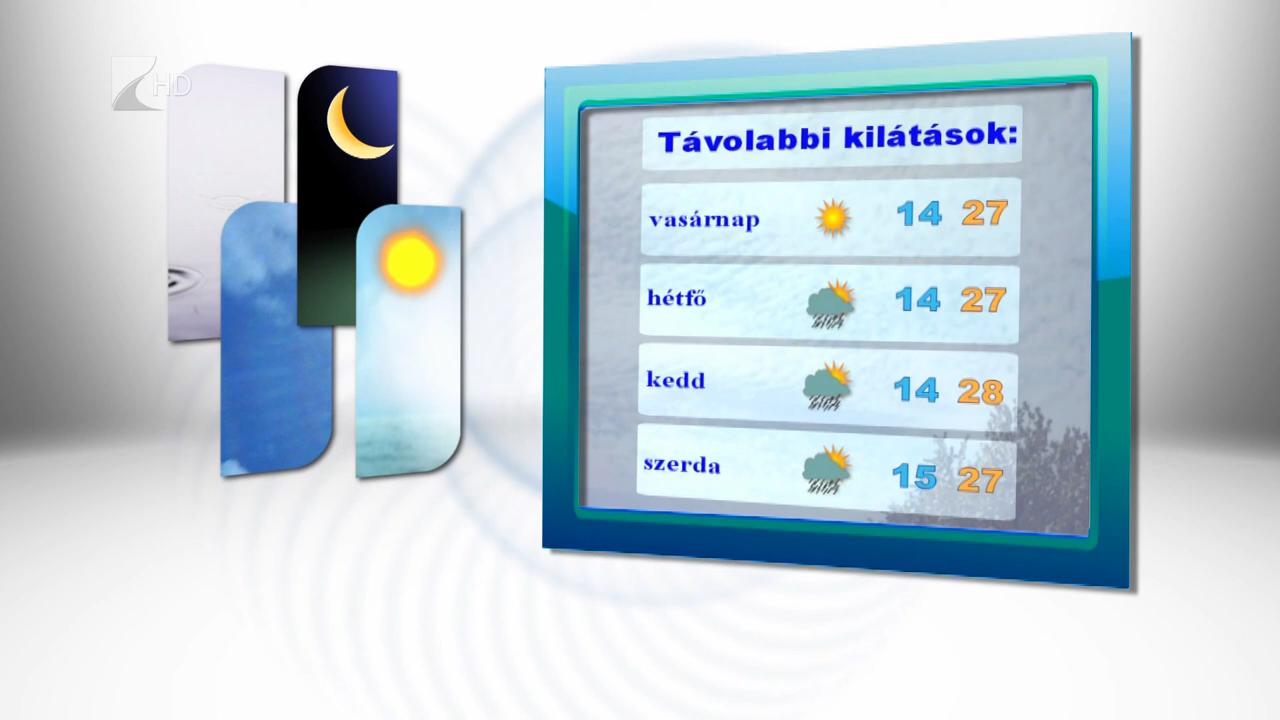 HD
Távolabbi kilátások:
vasárnap 14 27
hétfő 14 27
kedd 14 28
szerda 15 27